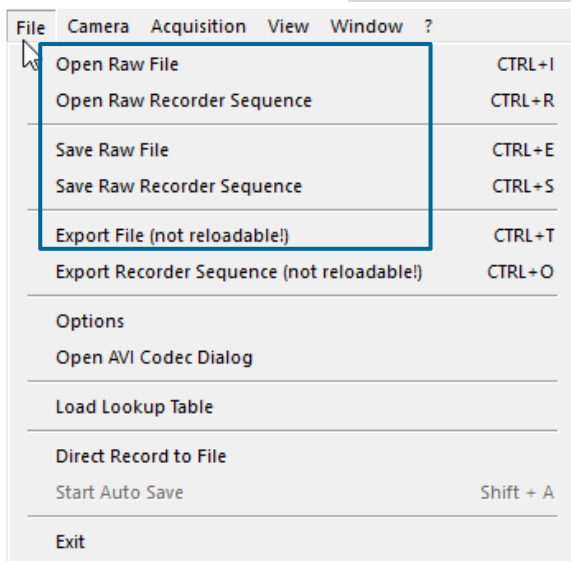 File Camera Acquisition View Window ?
Open Raw File CTRL+I
Open Raw Recorder Sequence CTRL+R
Save Raw File CTRL+E
Save Raw Recorder Sequence CTRL+S
Export File (not reloadable!) CTRL+T
Export Recorder Sequence (not reloadable!) CTRL+O
Options
Open AVI Codec Dialog
Load Lookup Table
Direct Record to File
Start Auto Save Shift + A
Exit